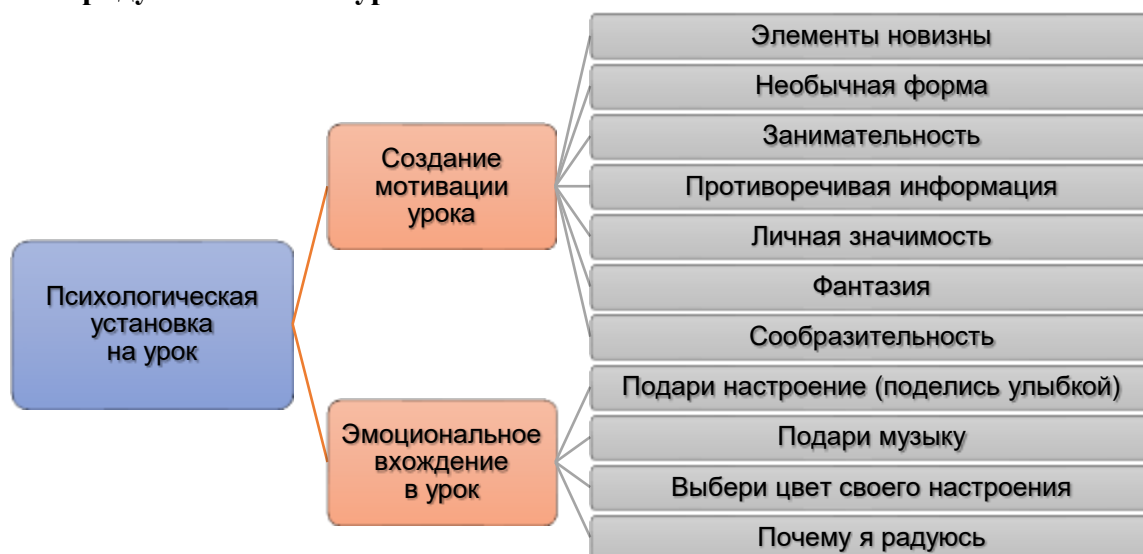 Психологическая
установка
на урок
Создание
мотивации
урока
Элементы новизны
Необычная форма
Занимательность
Противоречивая информация
Личная значимость
Фантазия
Сообразительность
Эмоциональное
вхождение
в урок
Подари настроение (поделись улыбкой)
Подари музыку
Выбери цвет своего настроения
Почему я радуюсь